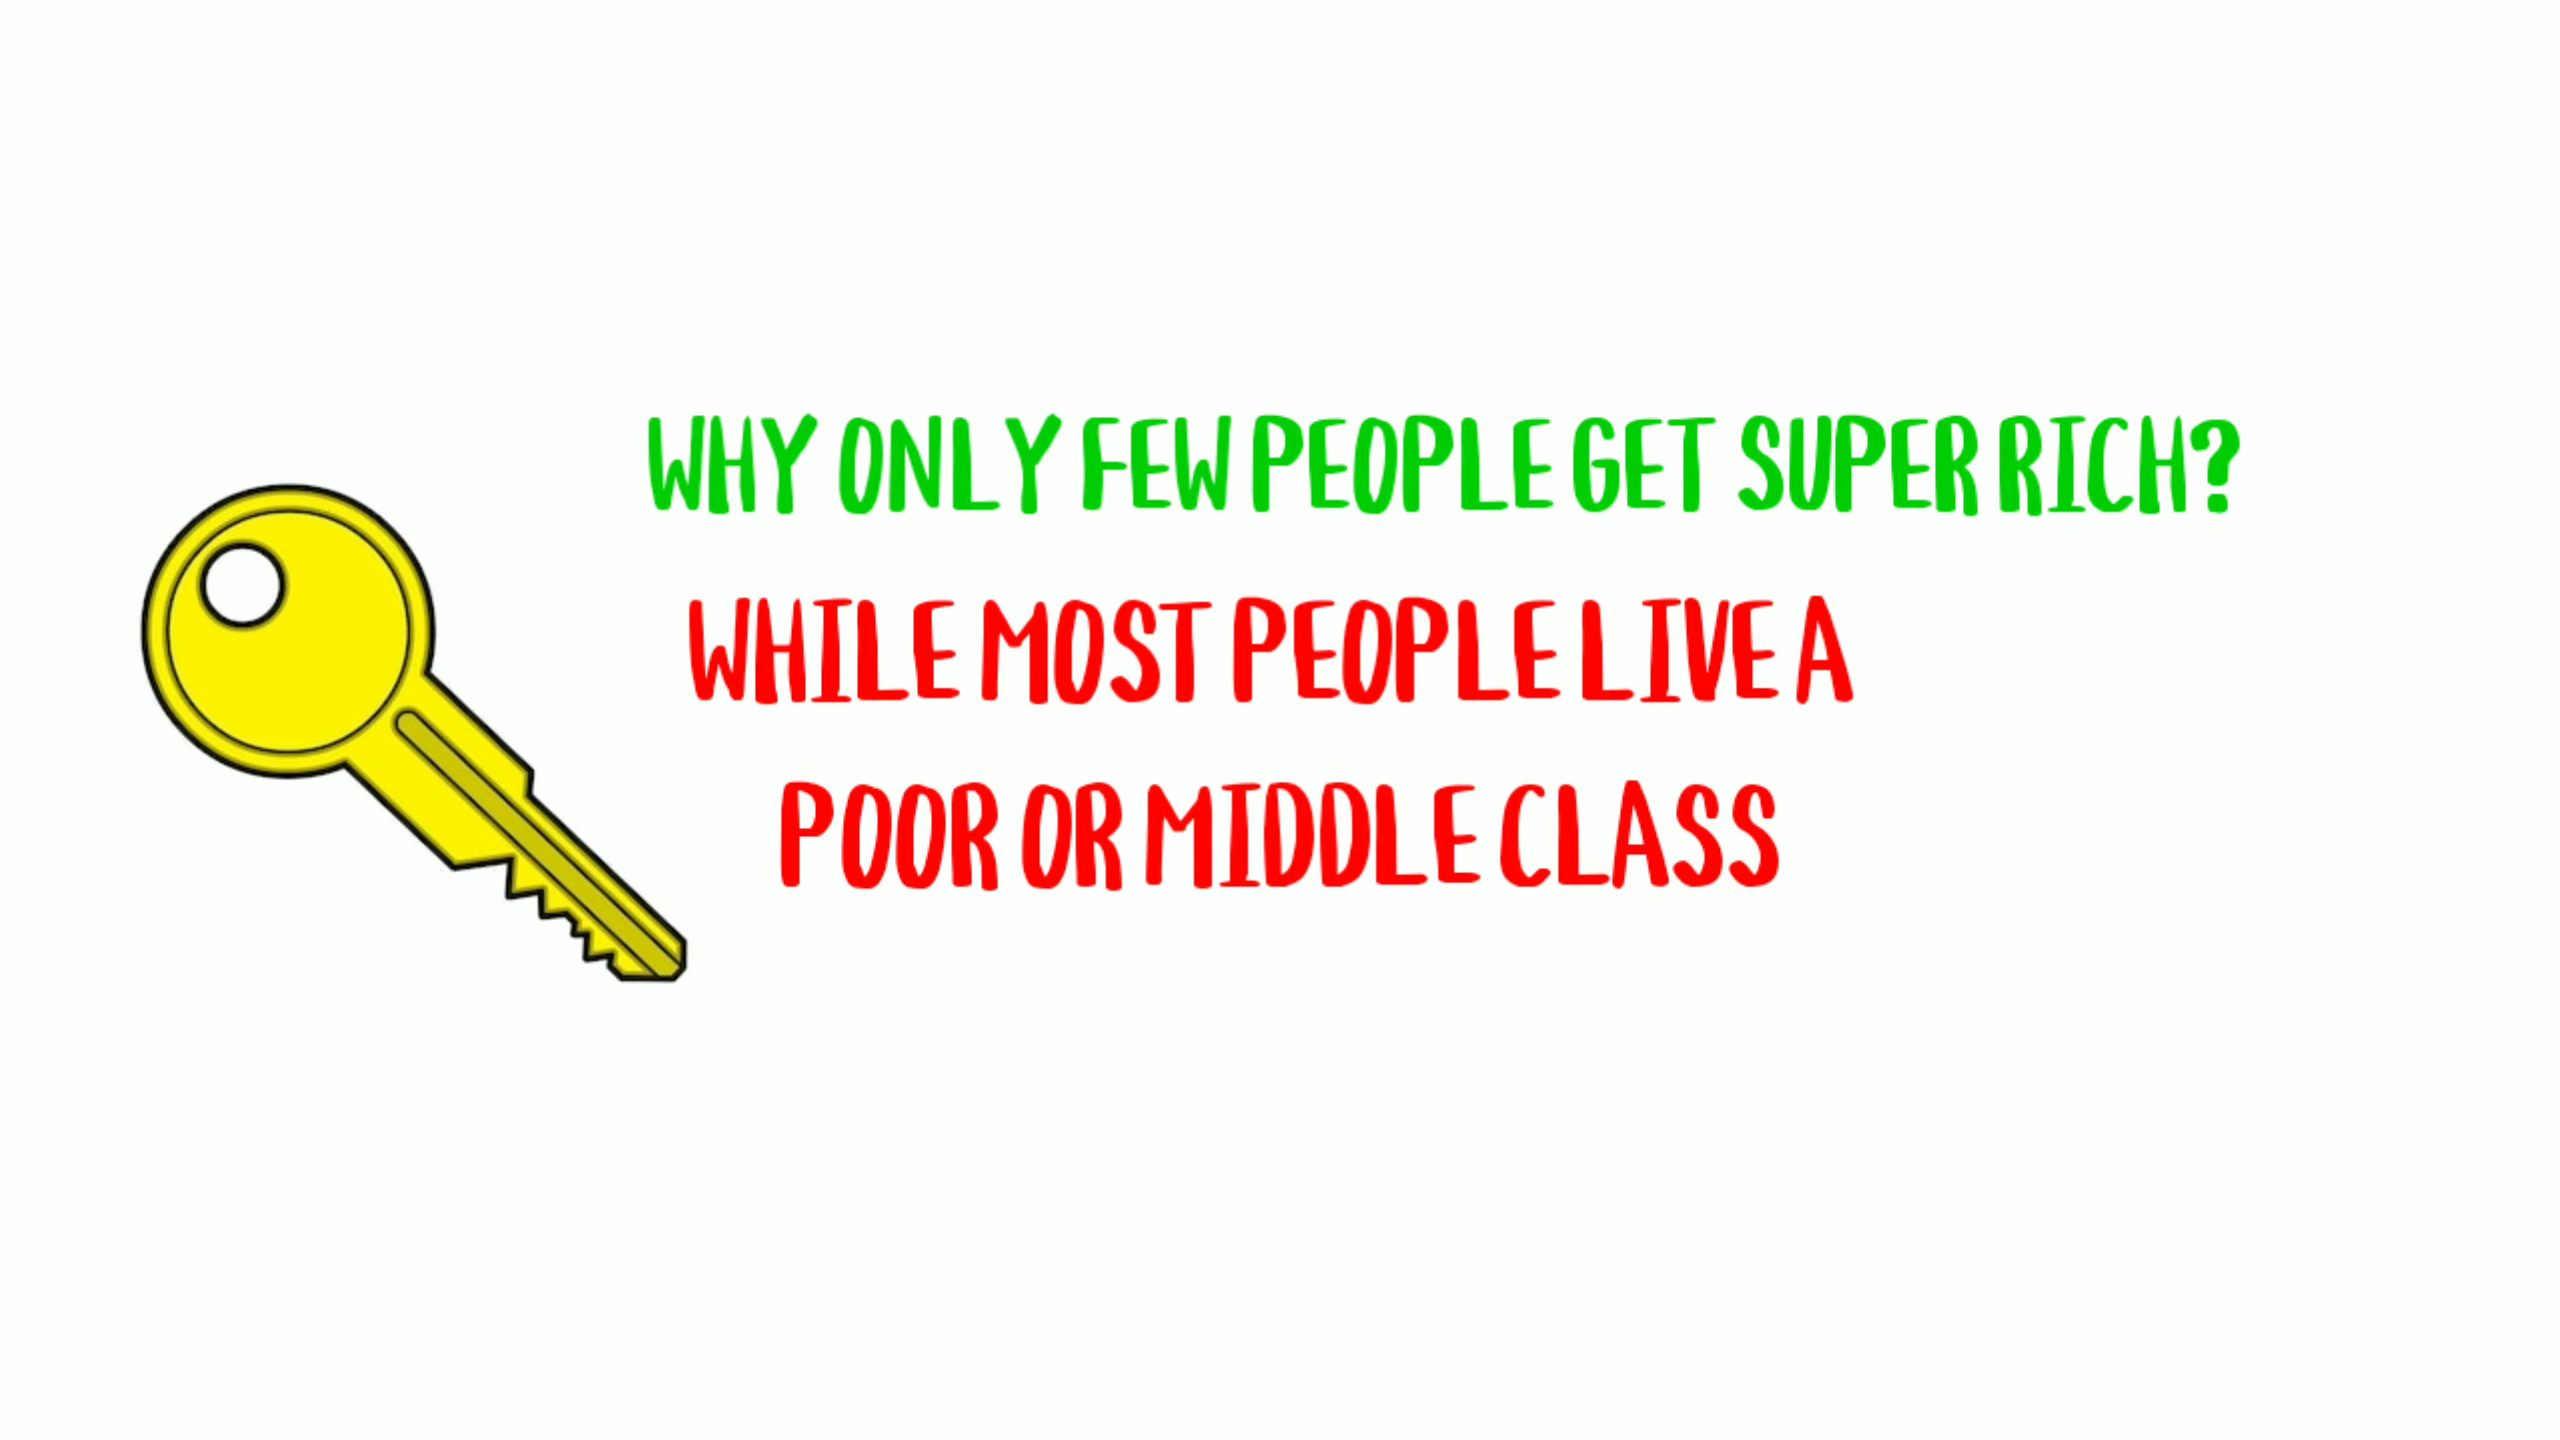 WHY ONLY FEW PEOPLE GET SUPER RICH?
WHILE MOST PEOPLE LIVE A
POOR OR MIDDLE CLASS